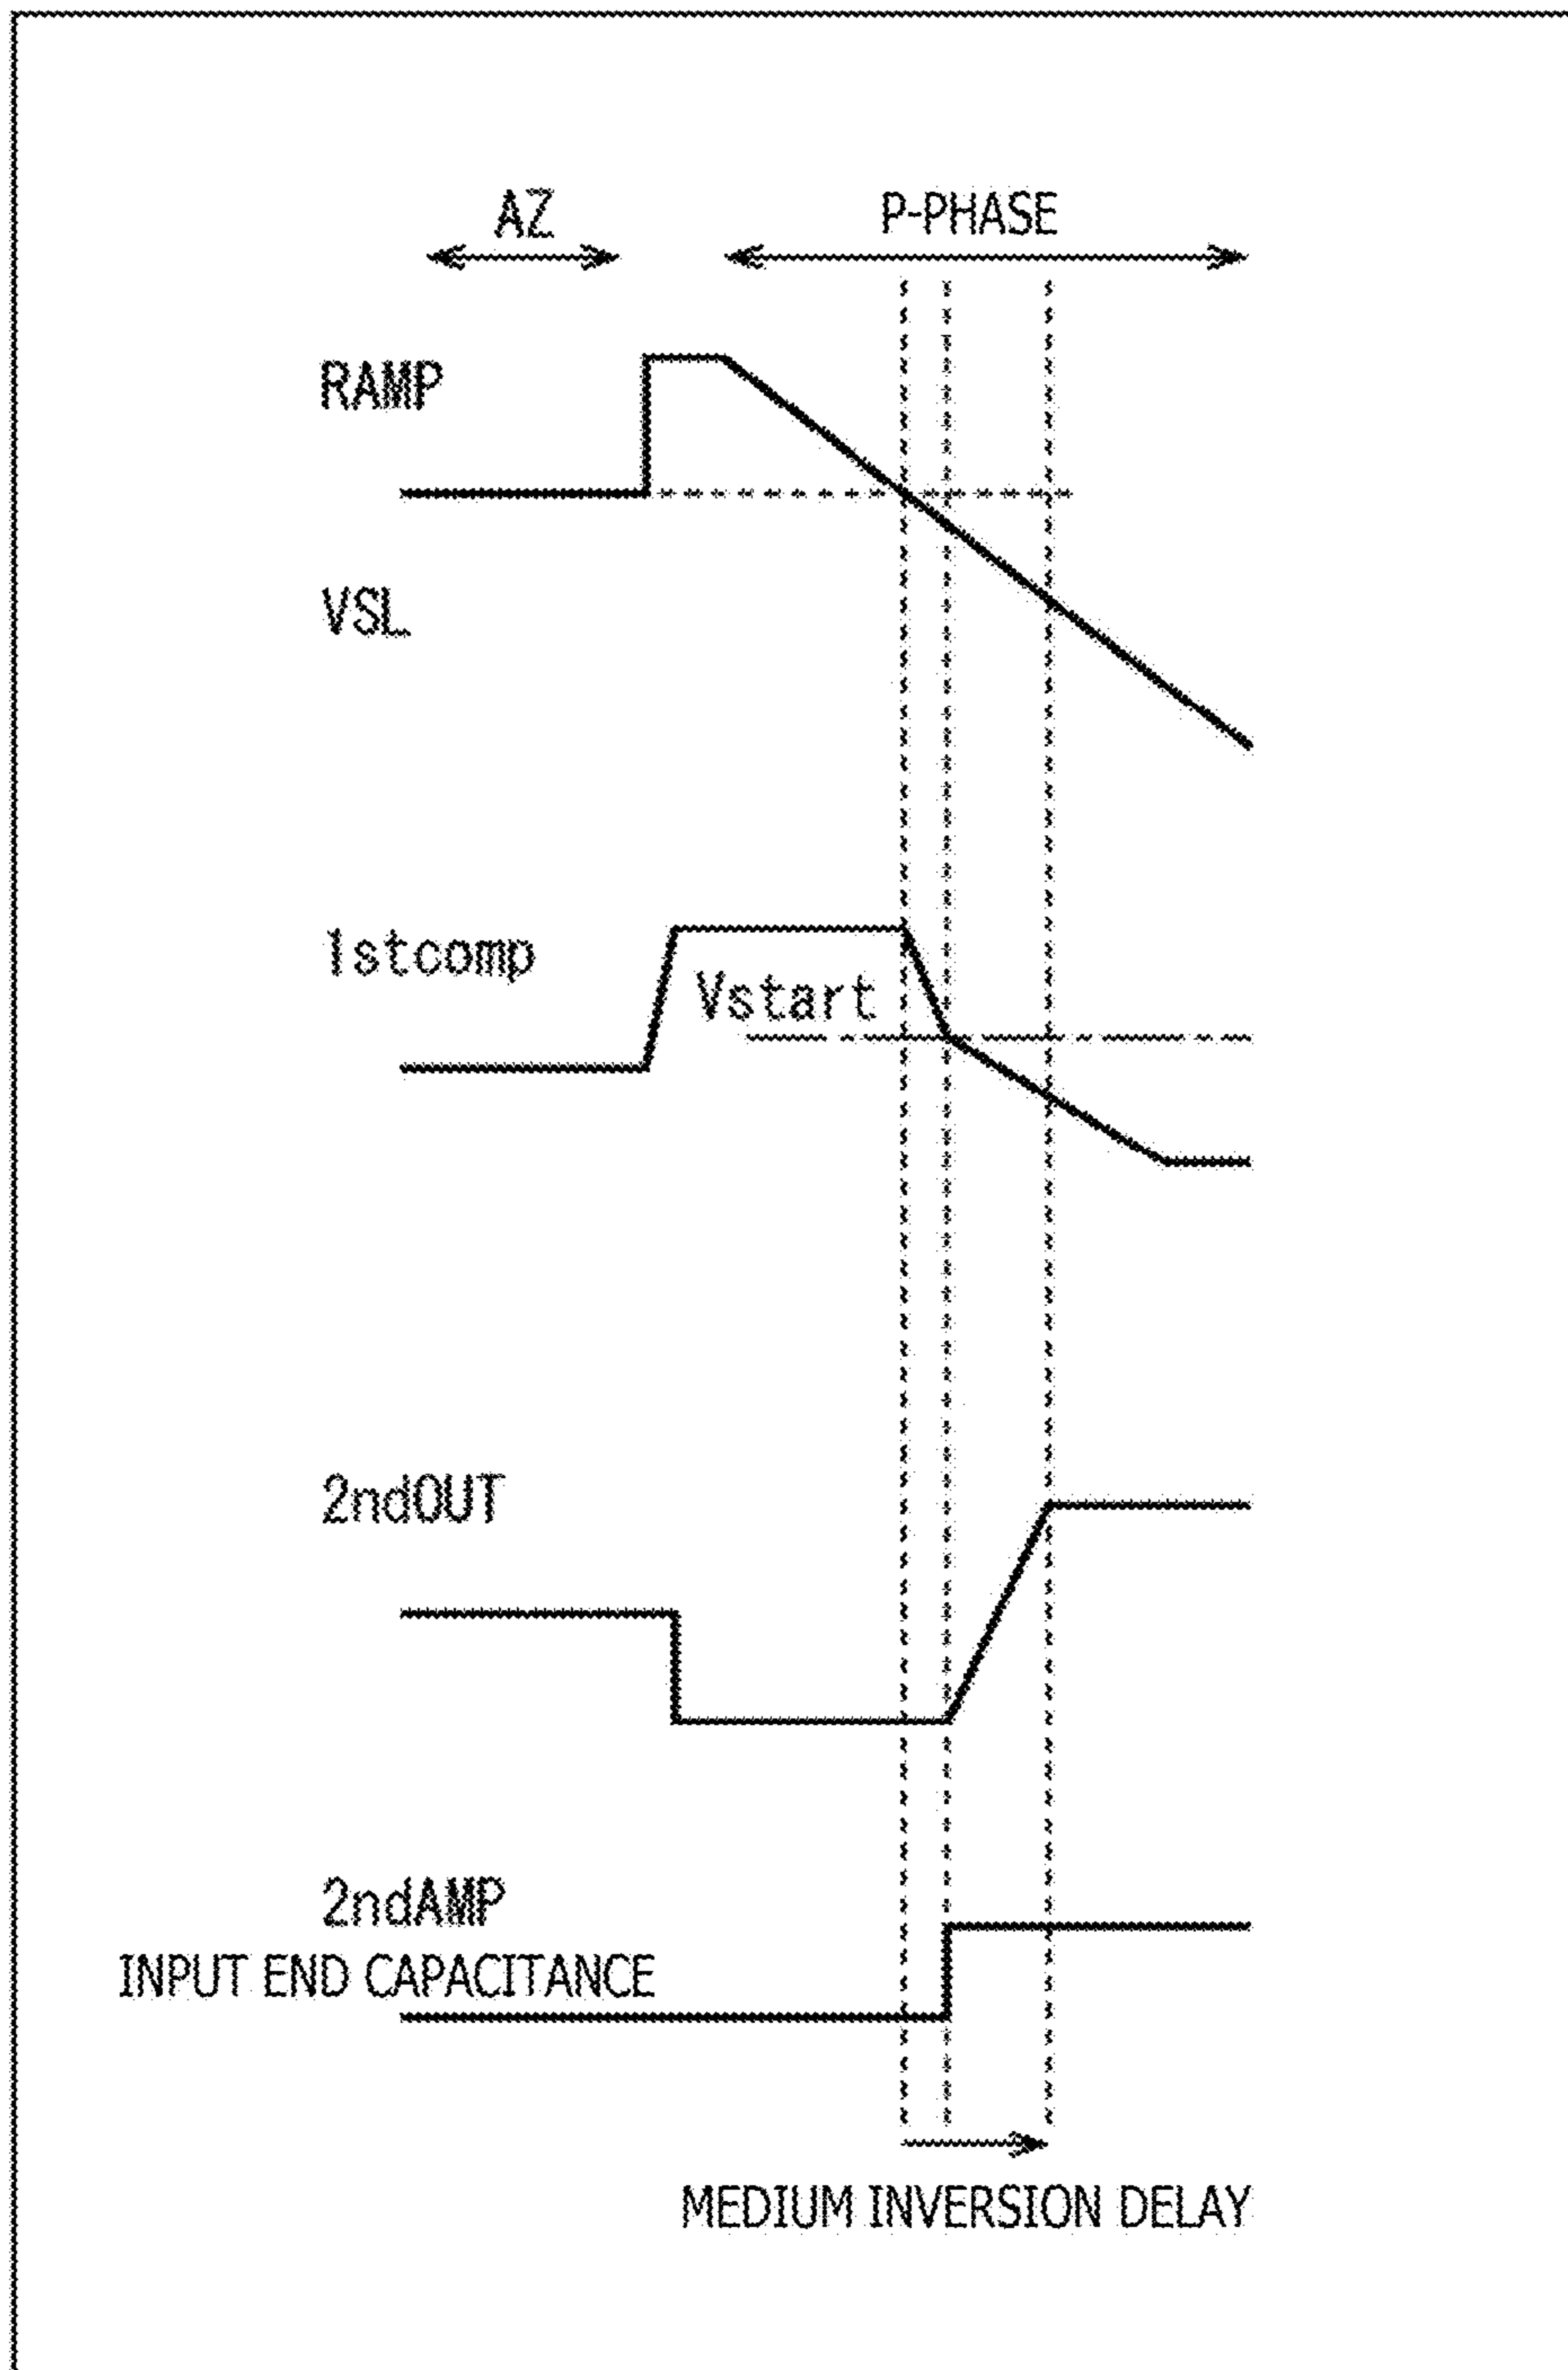 AZ
P-PHASE
RAMP
VSL
1stcomp
Vstart
2ndOUT
2ndAMP
INPUT END CAPACITANCE
MEDIUM INVERSION DELAY